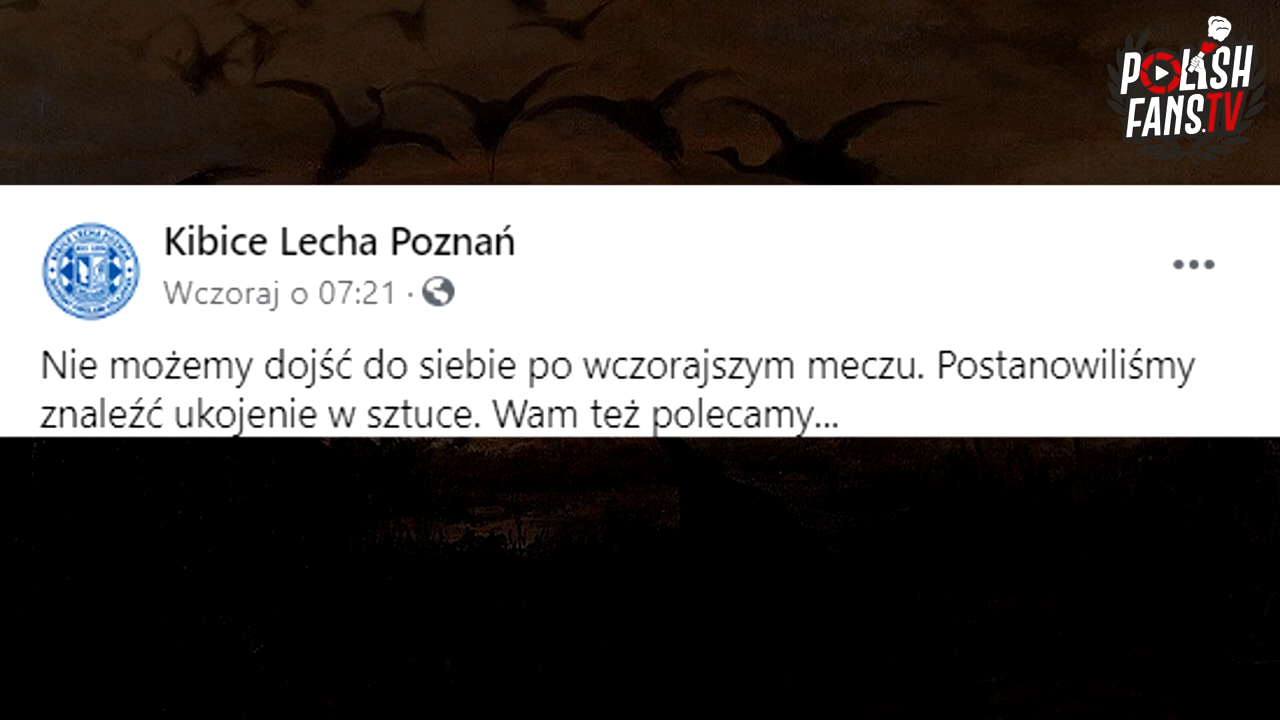 POLISH
FANS.TV
Kibice Lecha Poznań
Wczoraj o 07:21 ·
Nie możemy dojść do siebie po wczorajszym meczu. Postanowiliśmy
znaleźć ukojenie w sztuce. Wam też polecamy...